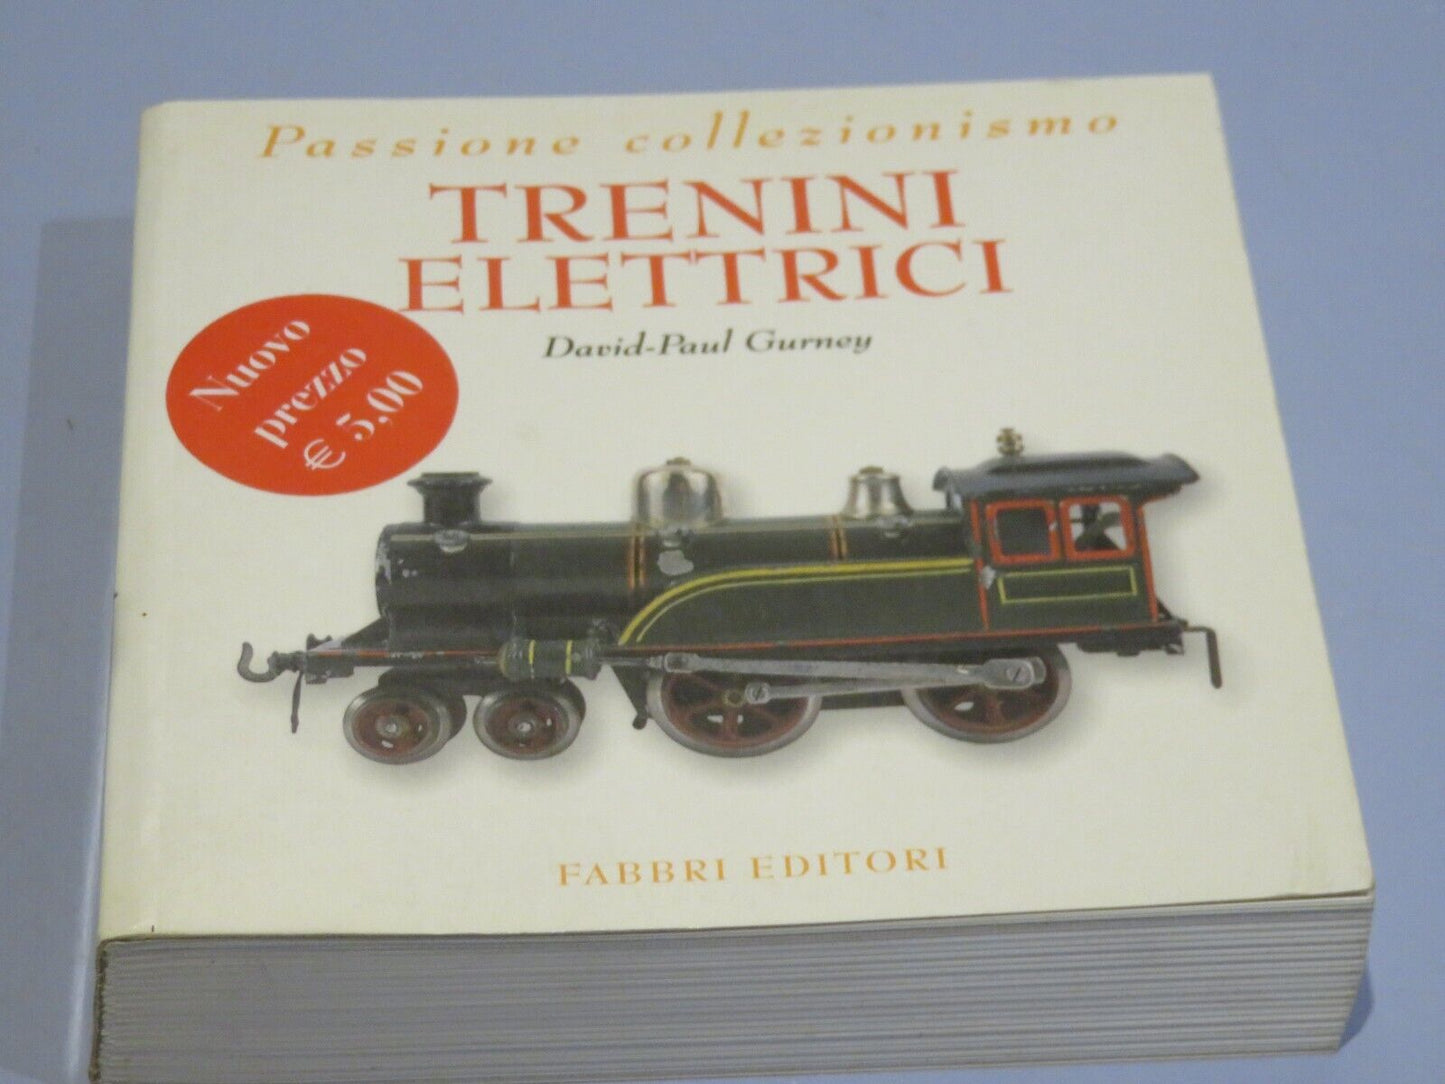 Passione collezionismo
TRENINI
ELETTRICI
David-Paul Gurney
Nuovo
prezzo
€ 5,00
FABBRI EDITORI